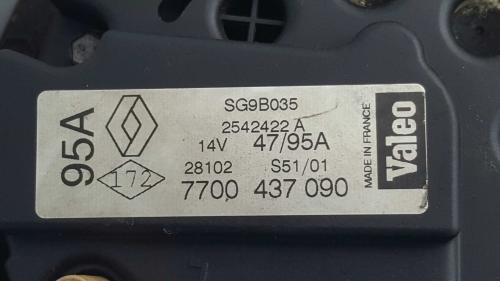 95A
172
SG9B035
2542422 A
14V 47/95A
28102 S51/01
7700 437 090
MADE IN FRANCE
Valeo